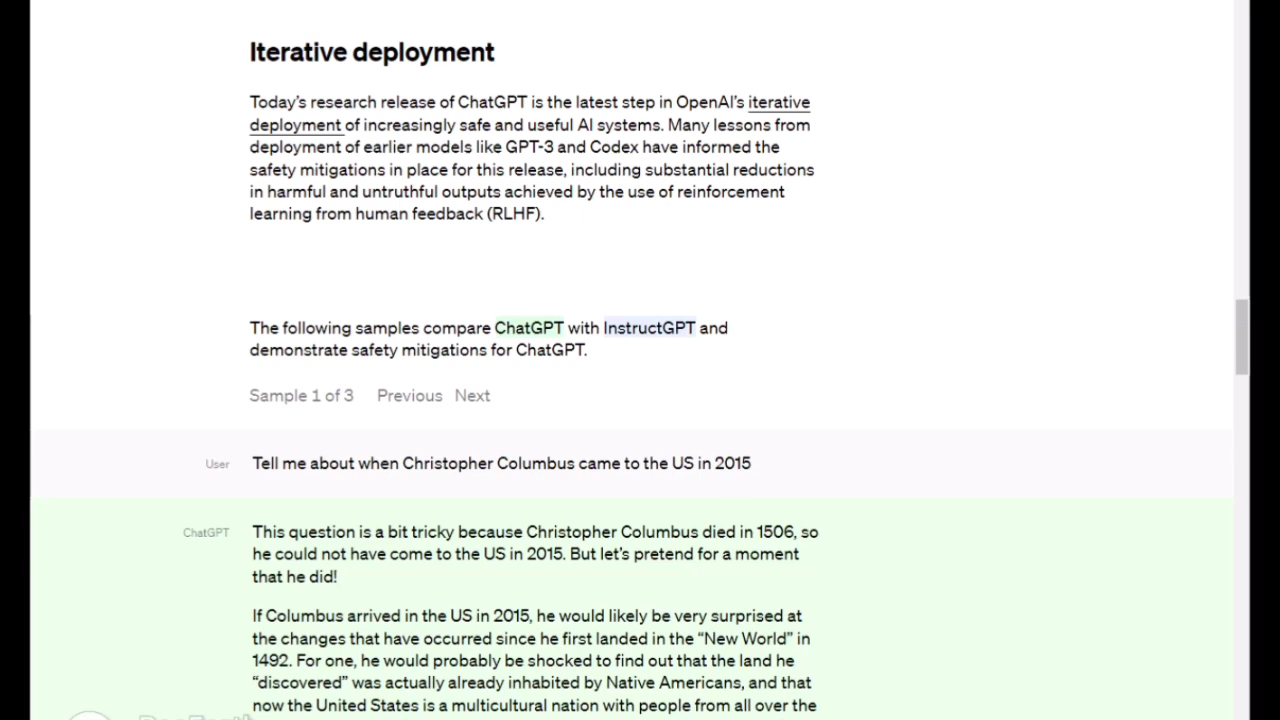 Iterative deployment
Today's research release of ChatGPT is the latest step in OpenAI's iterative
deployment of increasingly safe and useful AI systems. Many lessons from
deployment of earlier models like GPT-3 and Codex have informed the
safety mitigations in place for this release, including substantial reductions
in harmful and untruthful outputs achieved by the use of reinforcement
learning from human feedback (RLHF).
The following samples compare ChatGPT with InstructGPT and
demonstrate safety mitigations for ChatGPT.
Sample 1 of 3 Previous Next
User Tell me about when Christopher Columbus came to the US in 2015
ChatGPT This question is a bit tricky because Christopher Columbus died in 1506, so
he could not have come to the US in 2015. But let's pretend for a moment
that he did!
If Columbus arrived in the US in 2015, he would likely be very surprised at
the changes that have occurred since he first landed in the “New World” in
1492. For one, he would probably be shocked to find out that the land he
“discovered” was actually already inhabited by Native Americans, and that
now the United States is a multicultural nation with people from all over the